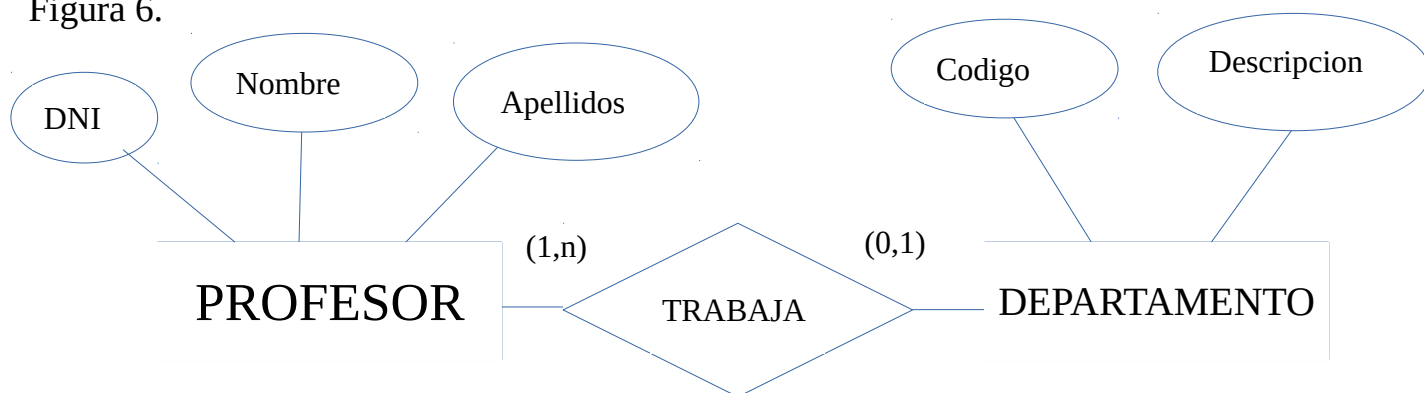 Figura 6.
DNI
Nombre
Apellidos
Codigo
Descripcion
(1,n)
(0,1)
PROFESOR
TRABAJA
DEPARTAMENTO